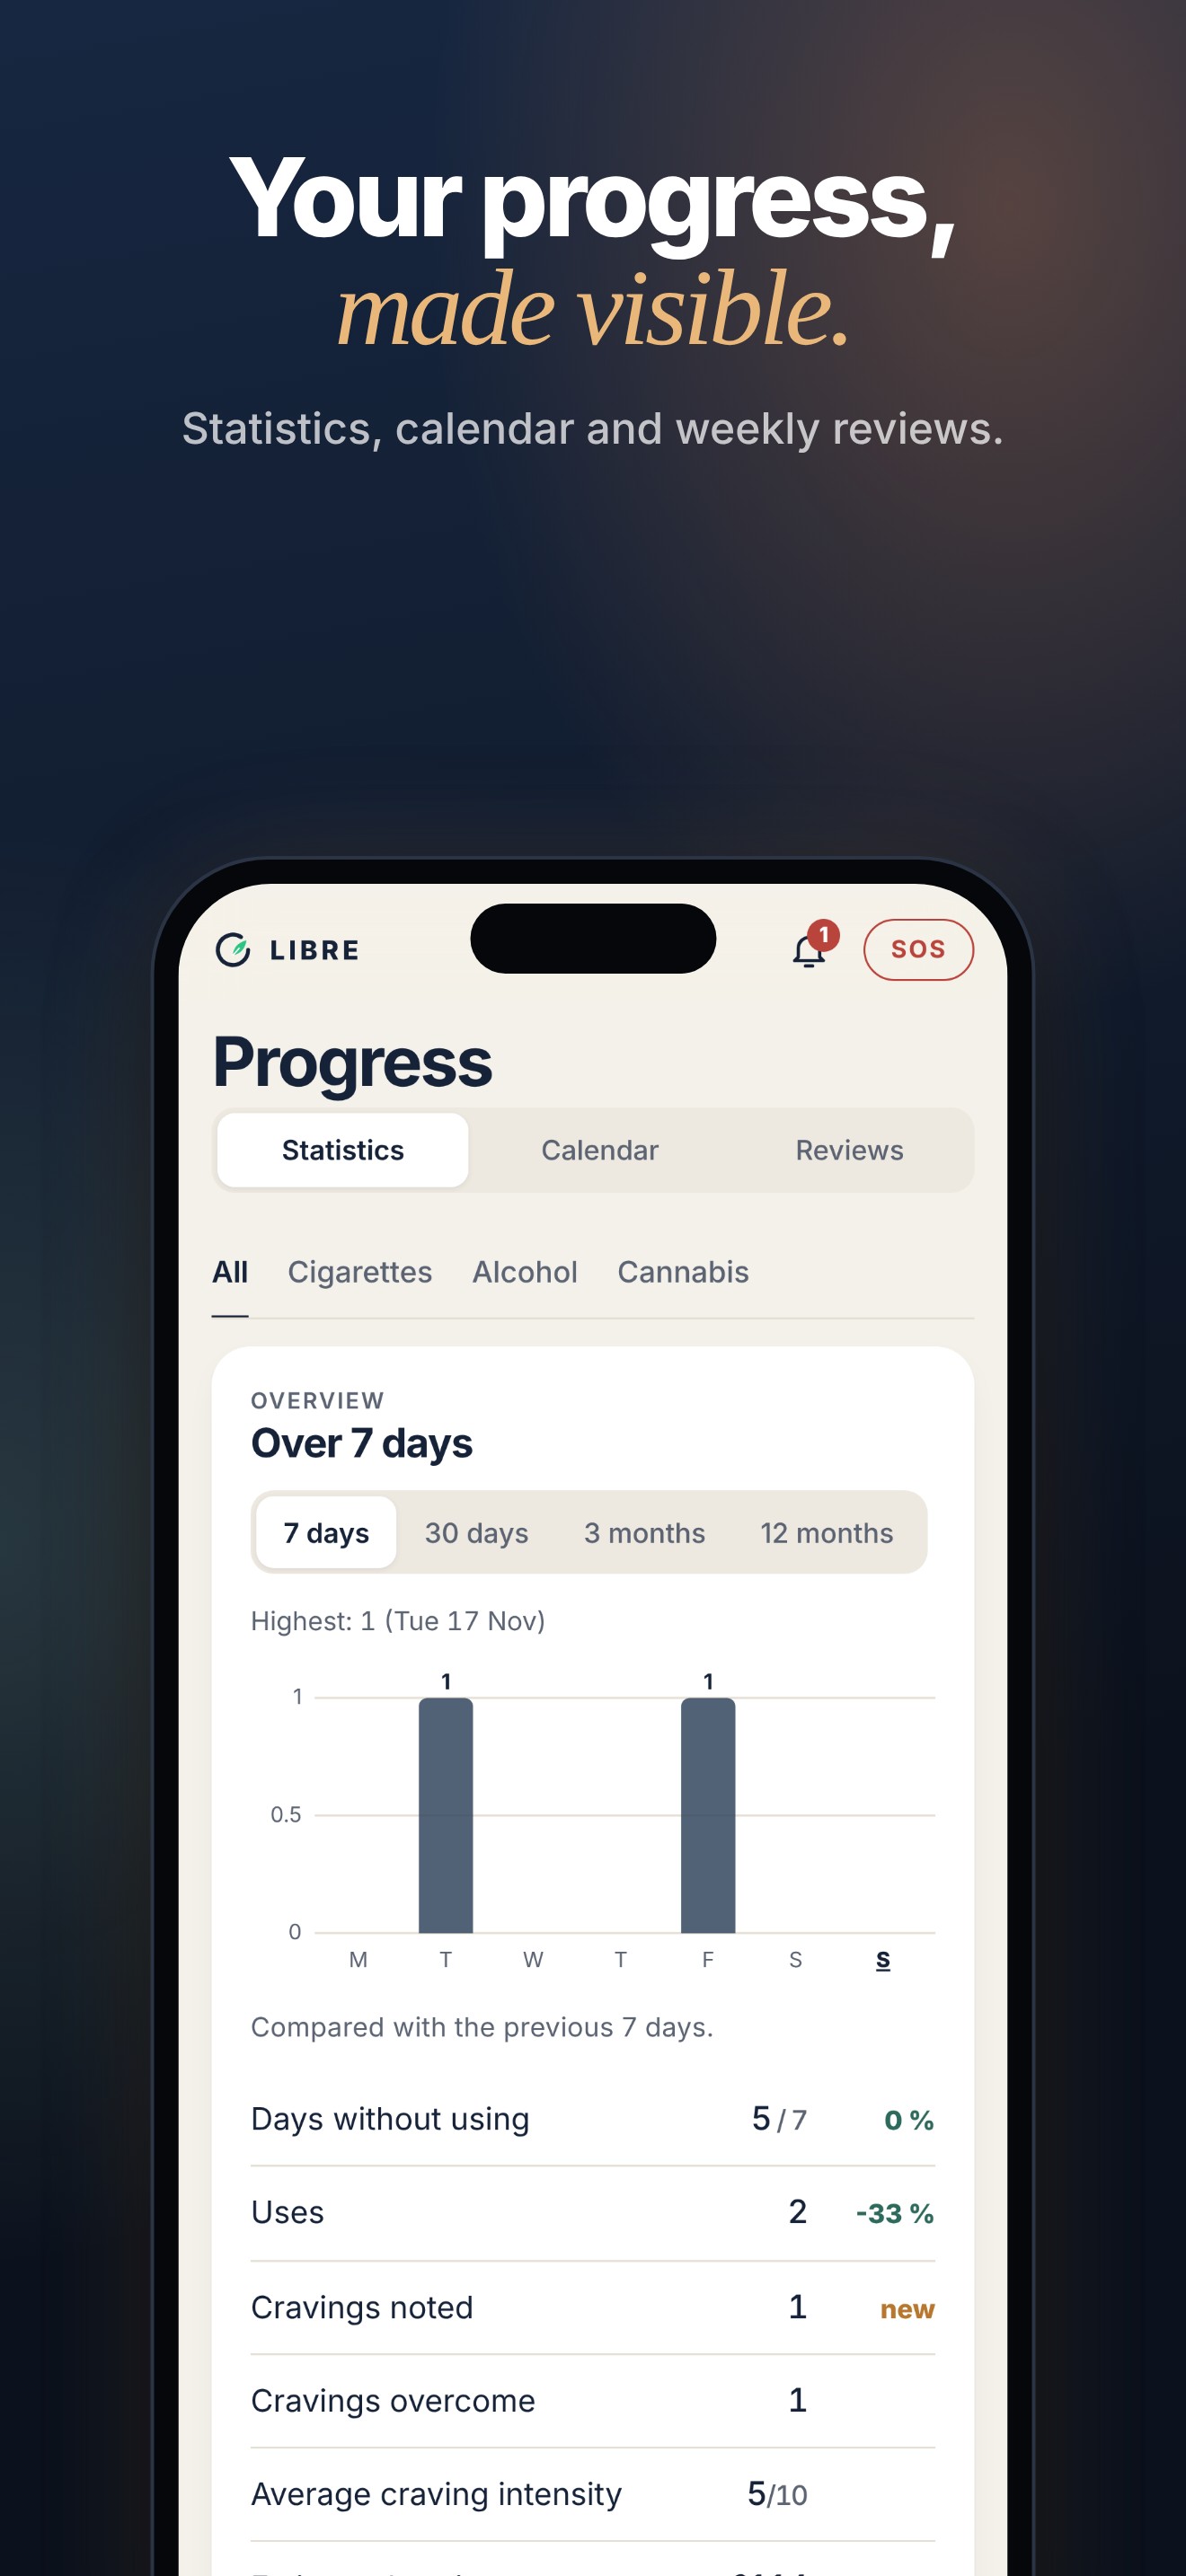 Your progress,
made visible.
Statistics, calendar and weekly reviews.
LIBRE
1
SOS
Progress
Statistics Calendar Reviews
All Cigarettes Alcohol Cannabis
OVERVIEW
Over 7 days
7 days 30 days 3 months 12 months
Highest: 1 (Tue 17 Nov)
1 1
1
0.5
0
M T W T F S S
Compared with the previous 7 days.
Days without using 5 / 7 0 %
Uses 2 -33 %
Cravings noted 1 new
Cravings overcome 1
Average craving intensity 5/10